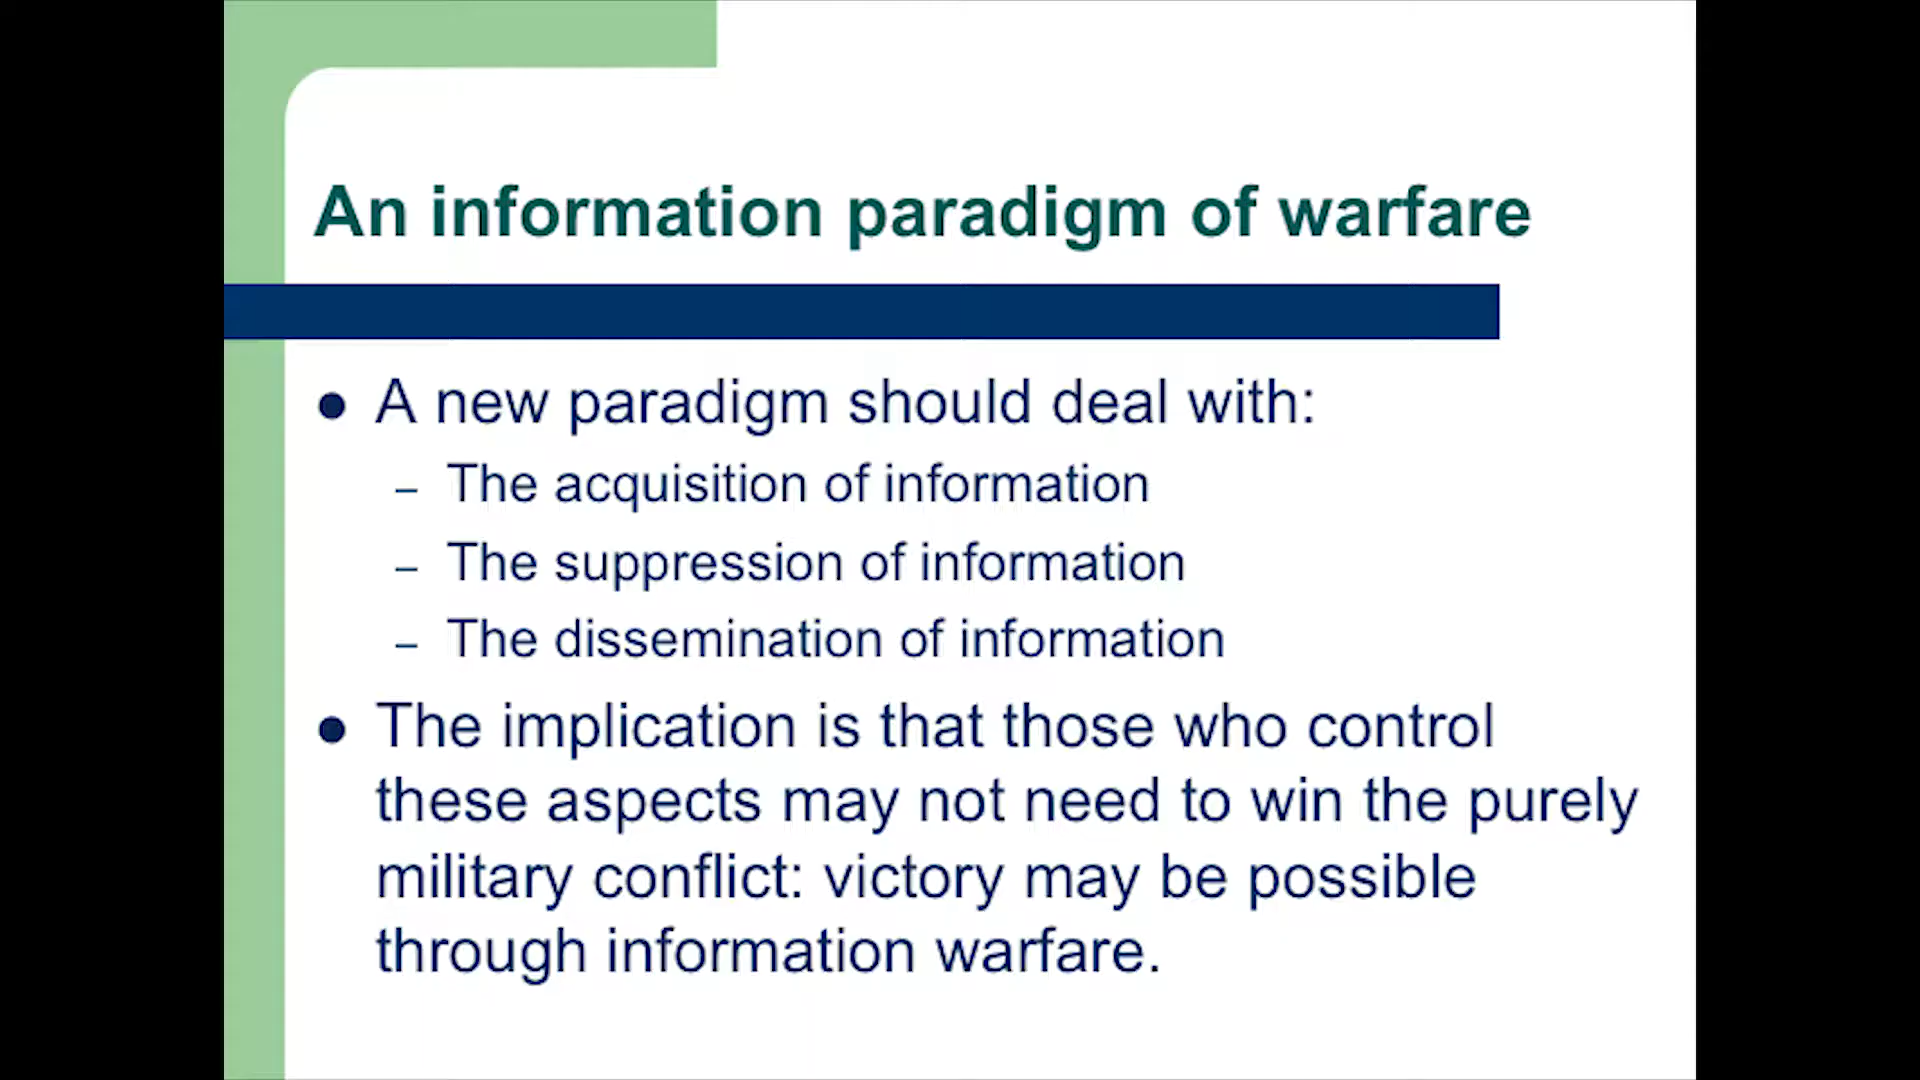 An information paradigm of warfare
● A new paradigm should deal with:
– The acquisition of information
– The suppression of information
– The dissemination of information
● The implication is that those who control
these aspects may not need to win the purely
military conflict: victory may be possible
through information warfare.